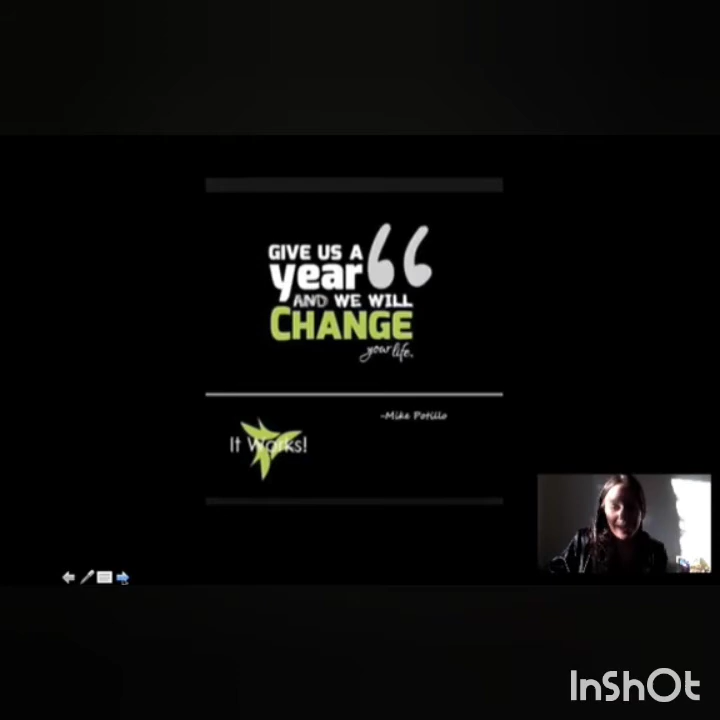 GIVE US A
year
AND WE WILL
CHANGE
your life.
-Mike Potillo
It Works!
InShOt